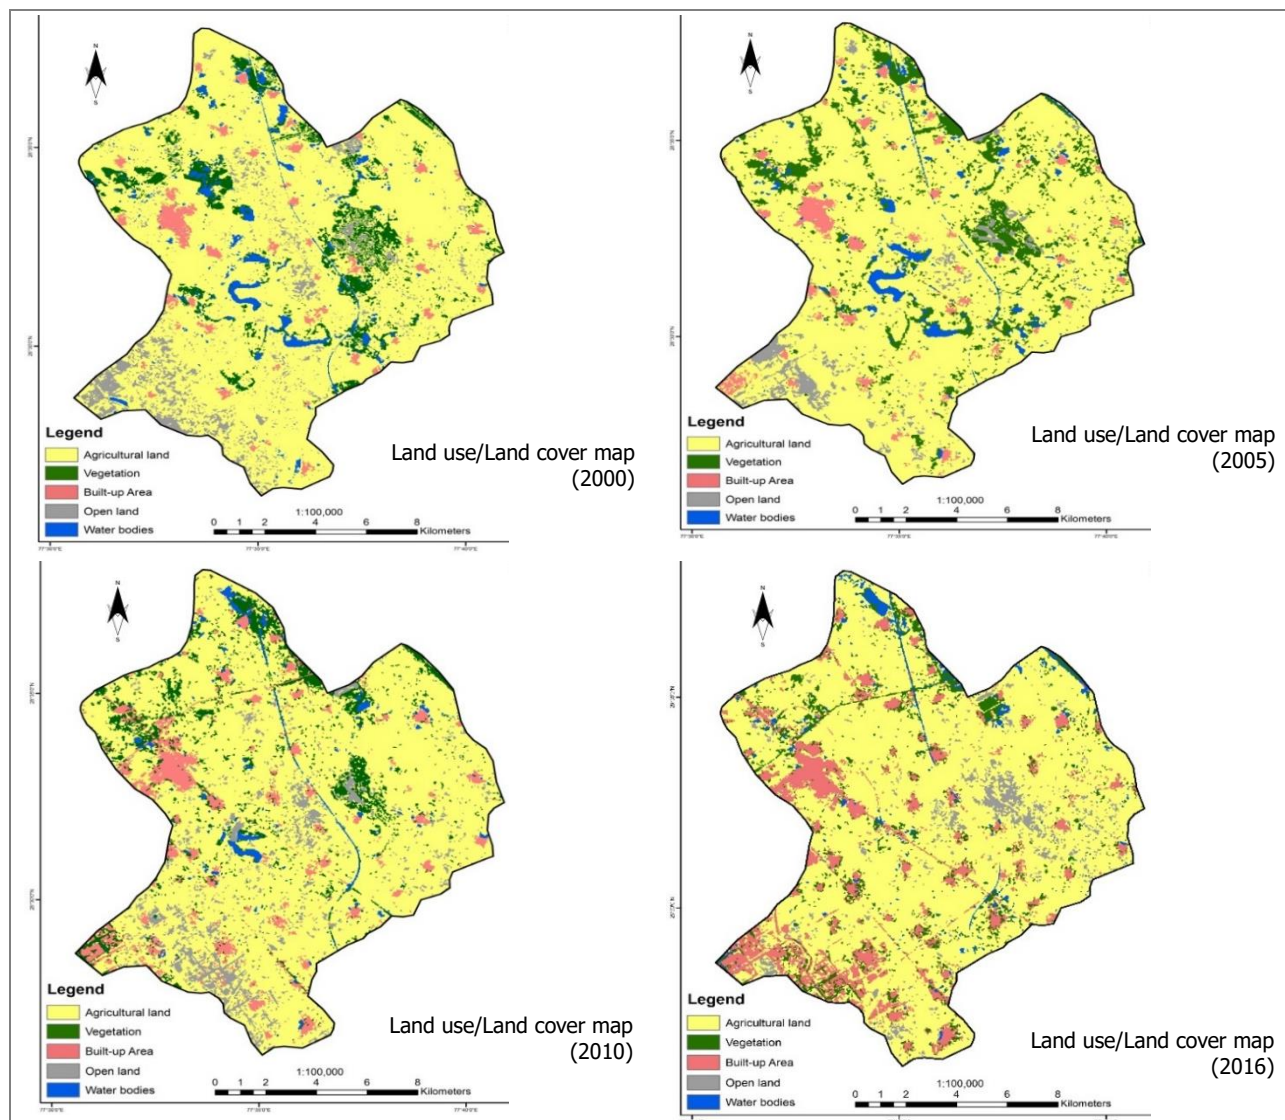 N
S
Legend
Agricultural land
Vegetation
Built-up Area
Open land
Water bodies
Land use/Land cover map
(2000)
1:100,000
0 1 2 4 6 8
Kilometers
N
S
Legend
Agricultural land
Vegetation
Built-up Area
Open land
Water bodies
Land use/Land cover map
(2005)
1:100,000
0 1 2 4 6 8
Kilometers
N
S
Legend
Agricultural land
Vegetation
Built-up Area
Open land
Water bodies
Land use/Land cover map
(2010)
1:100,000
0 1 2 4 6 8
Kilometers
N
S
Legend
Agricultural land
Vegetation
Built-up Area
Open land
Water bodies
Land use/Land cover map
(2016)
1:100,000
0 1 2 4 6 8
Kilometers